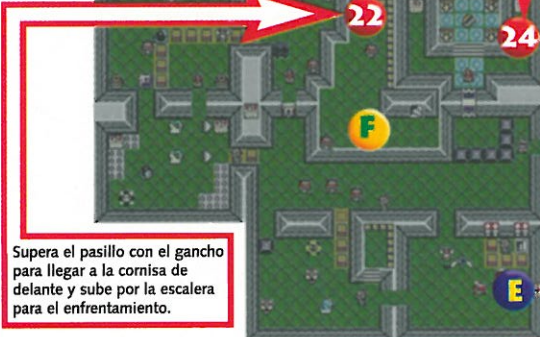 22
24
F
E
Supera el pasillo con el gancho
para llegar a la cornisa de
delante y sube por la escalera
para el enfrentamiento.